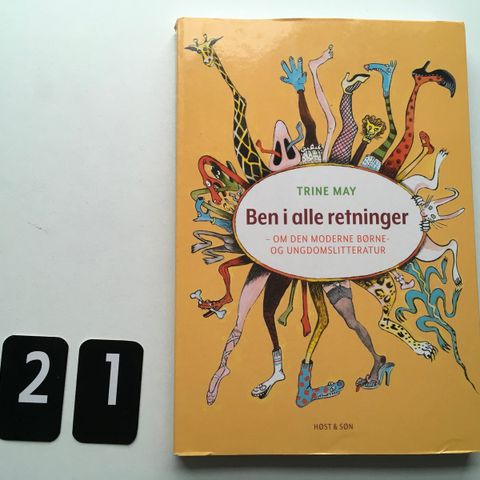 TRINE MAY
Ben i alle retninger
– OM DEN MODERNE BØRNE-
OG UNGDOMSLITTERATUR
HØST & SØN
2 1